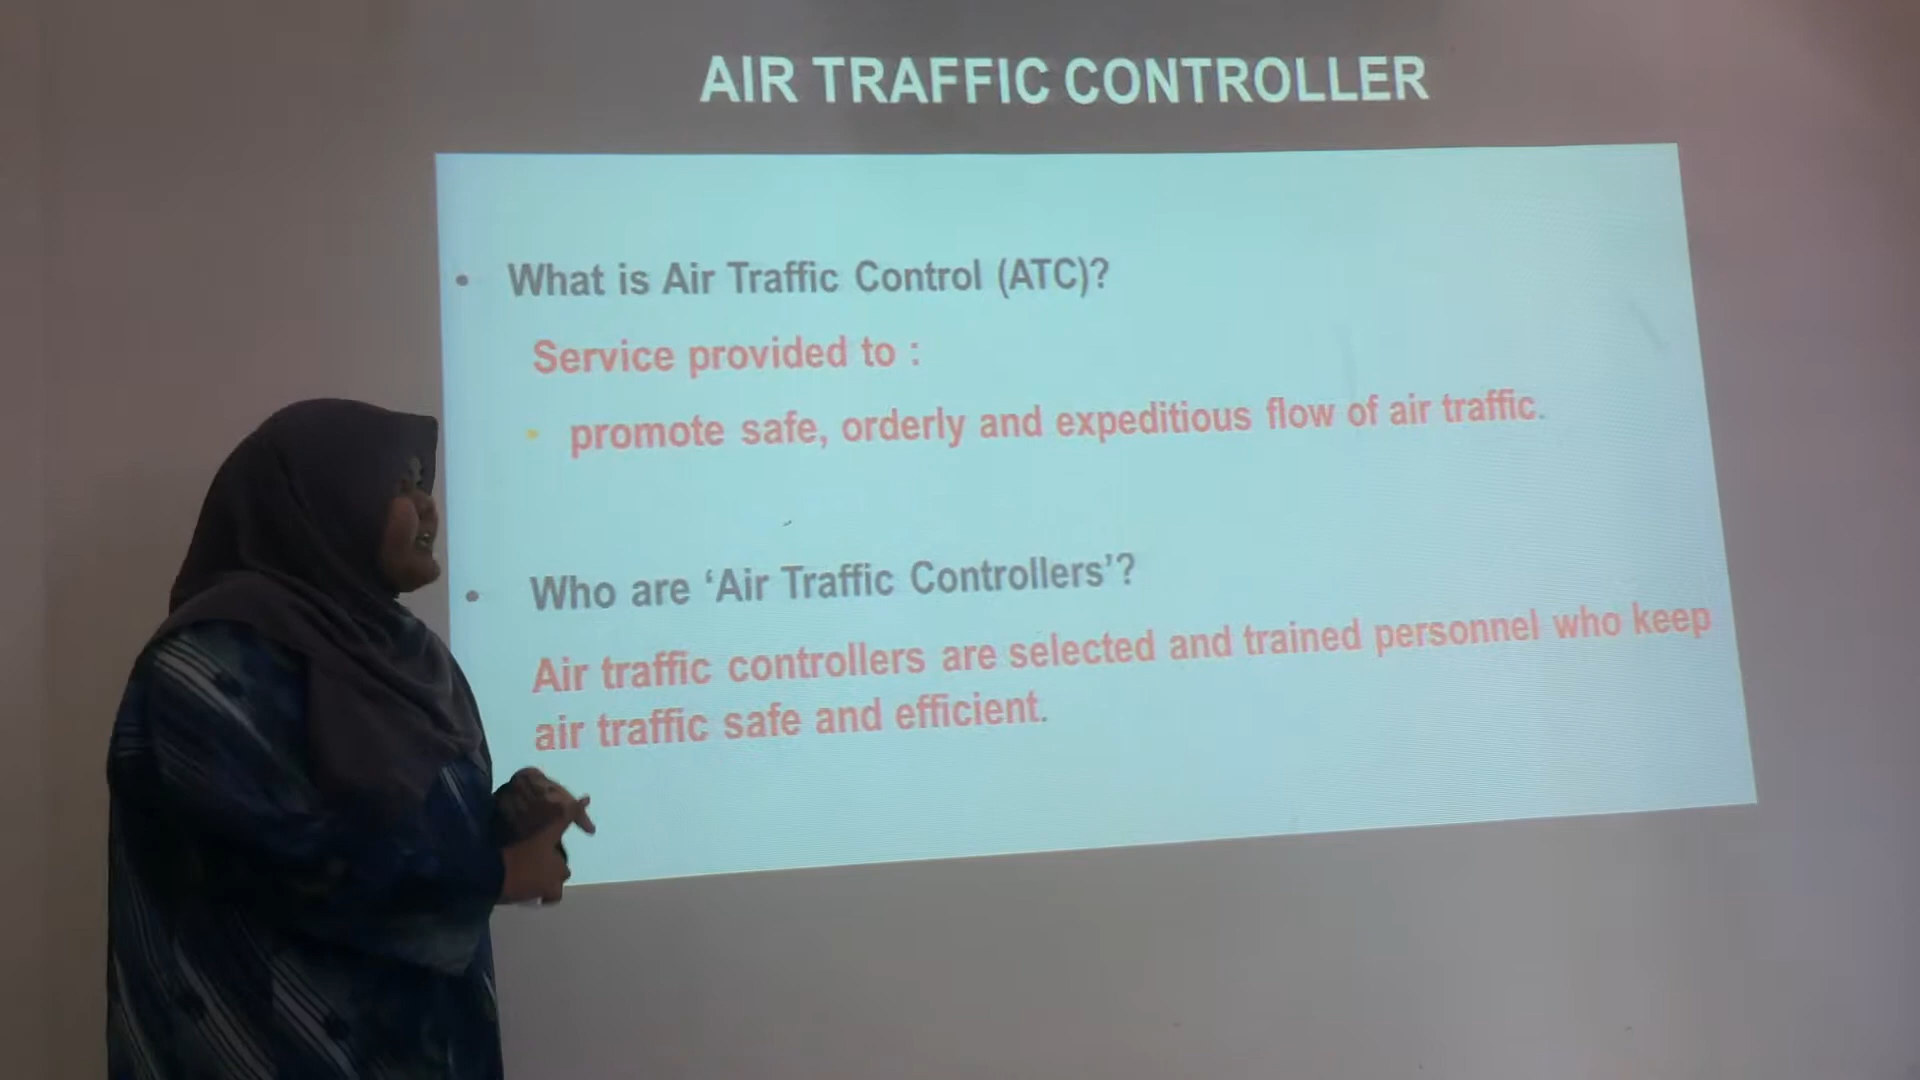 AIR TRAFFIC CONTROLLER
• What is Air Traffic Control (ATC)?
Service provided to :
• promote safe, orderly and expeditious flow of air traffic.
• Who are ‘Air Traffic Controllers’?
Air traffic controllers are selected and trained personnel who keep
air traffic safe and efficient.